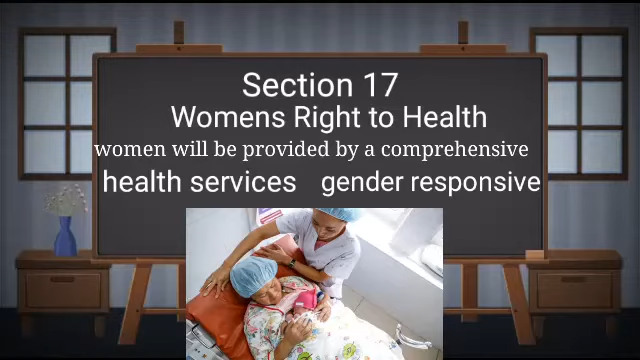 Section 17
Womens Right to Health
women will be provided by a comprehensive
health services gender responsive